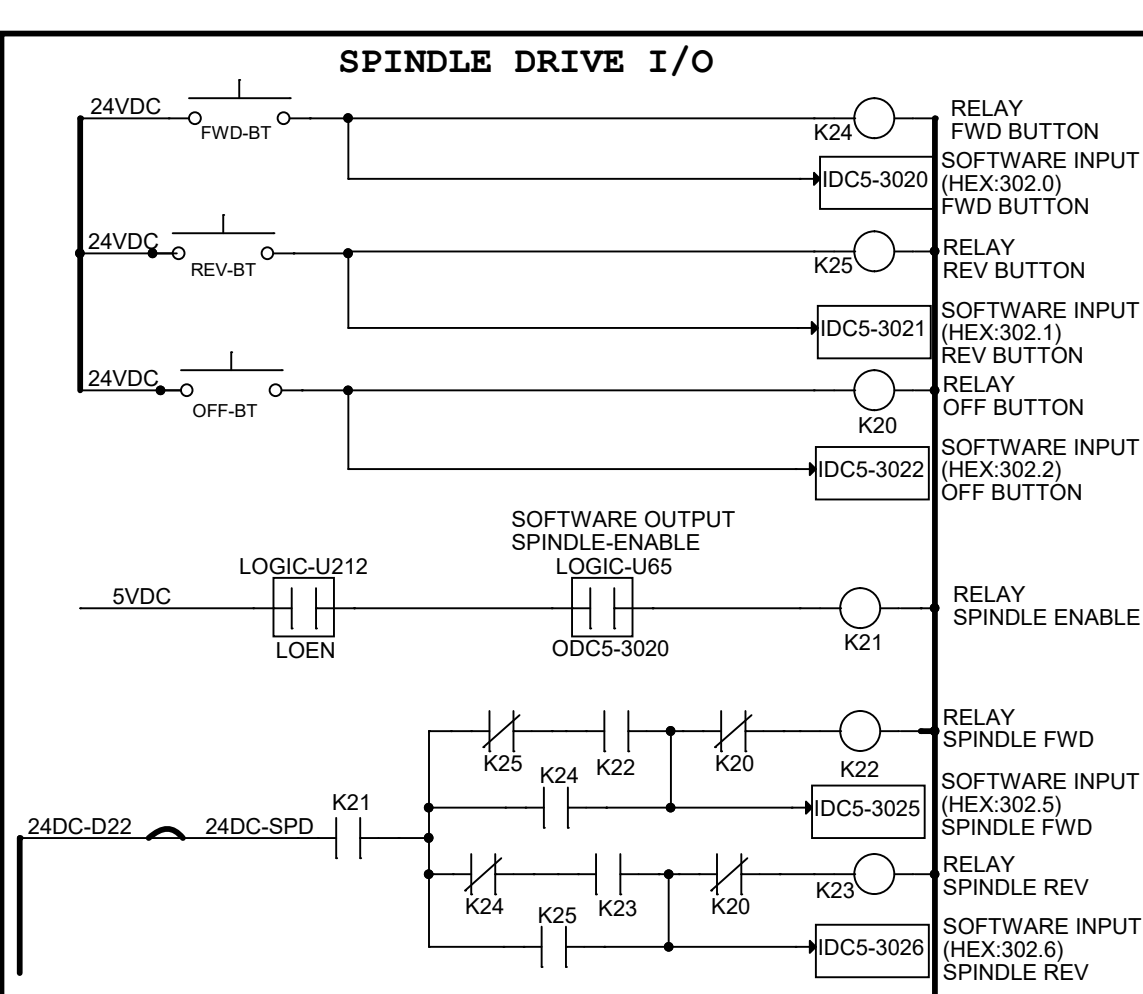 SPINDLE DRIVE I/O
24VDC
FWD-BT
K24
RELAY
FWD BUTTON
IDC5-3020
SOFTWARE INPUT
(HEX:302.0)
FWD BUTTON
24VDC
REV-BT
K25
RELAY
REV BUTTON
IDC5-3021
SOFTWARE INPUT
(HEX:302.1)
REV BUTTON
24VDC
OFF-BT
K20
RELAY
OFF BUTTON
IDC5-3022
SOFTWARE INPUT
(HEX:302.2)
OFF BUTTON
SOFTWARE OUTPUT
SPINDLE-ENABLE
LOGIC-U212
LOGIC-U65
5VDC
LOEN
ODC5-3020
K21
RELAY
SPINDLE ENABLE
K25
K22
K20
K22
RELAY
SPINDLE FWD
K24
IDC5-3025
SOFTWARE INPUT
(HEX:302.5)
SPINDLE FWD
24DC-D22
24DC-SPD
K21
K24
K23
K20
K23
RELAY
SPINDLE REV
K25
IDC5-3026
SOFTWARE INPUT
(HEX:302.6)
SPINDLE REV